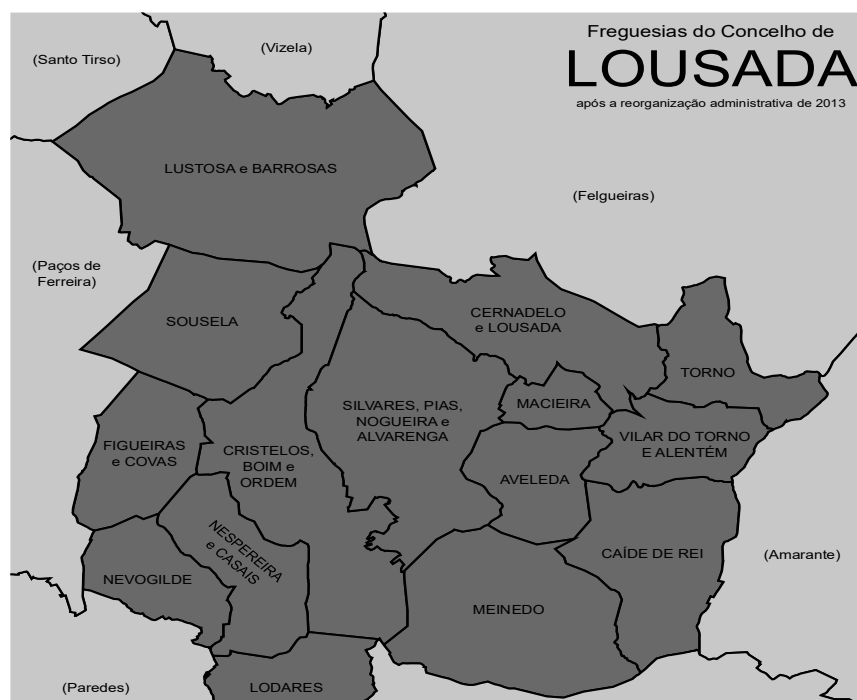 Freguesias do Concelho de
LOUSADA
após a reorganização administrativa de 2013
(Santo Tirso)
(Vizela)
LUSTOSA e BARROSAS
(Felgueiras)
(Paços de
Ferreira)
SOUSELA
CERNADELO
e LOUSADA
TORNO
MACIEIRA
SILVARES, PIAS,
NOGUEIRA e
ALVARENGA
FIGUEIRAS
e COVAS
CRISTELOS,
BOIM e
ORDEM
VILAR DO TORNO
E ALENTÉM
AVELEDA
NESPEREIRA
e CASAIS
CAÍDE DE REI
(Amarante)
NEVOGILDE
MEINEDO
(Paredes)
LODARES